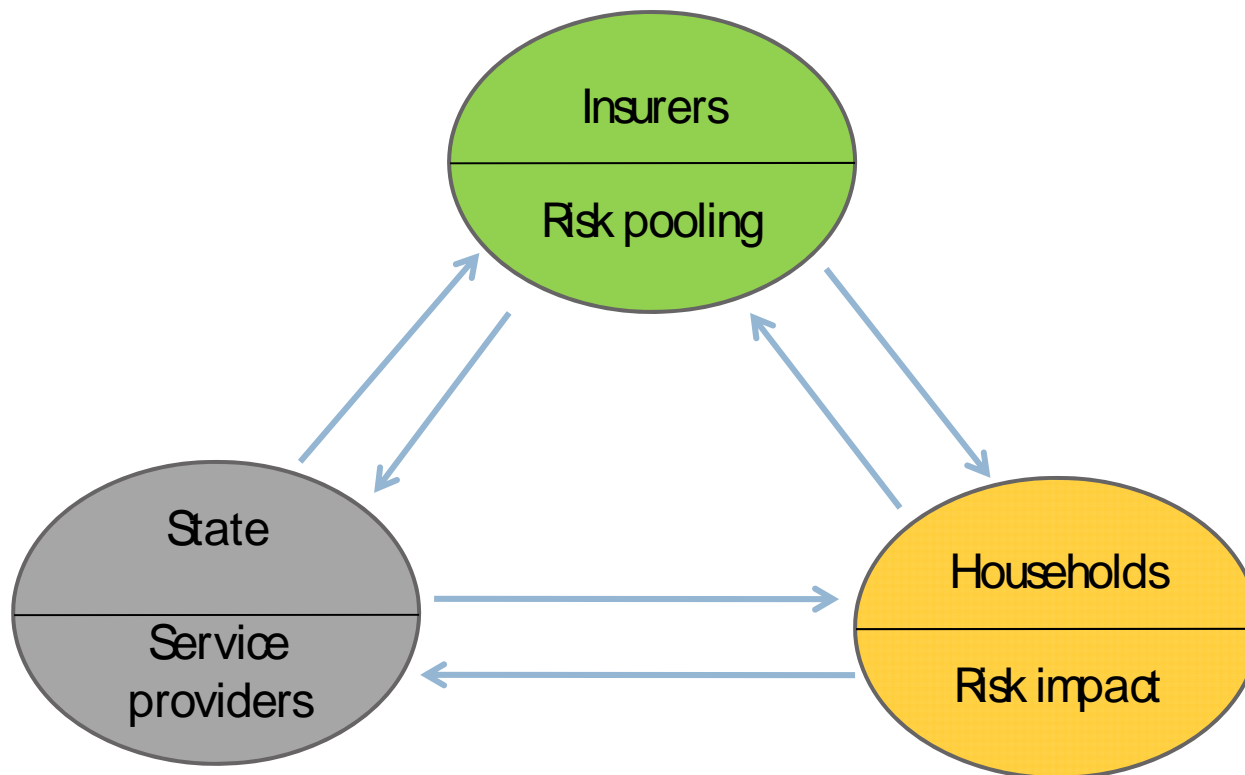 Insurers
Risk pooling
State
Service
providers
Households
Risk impact